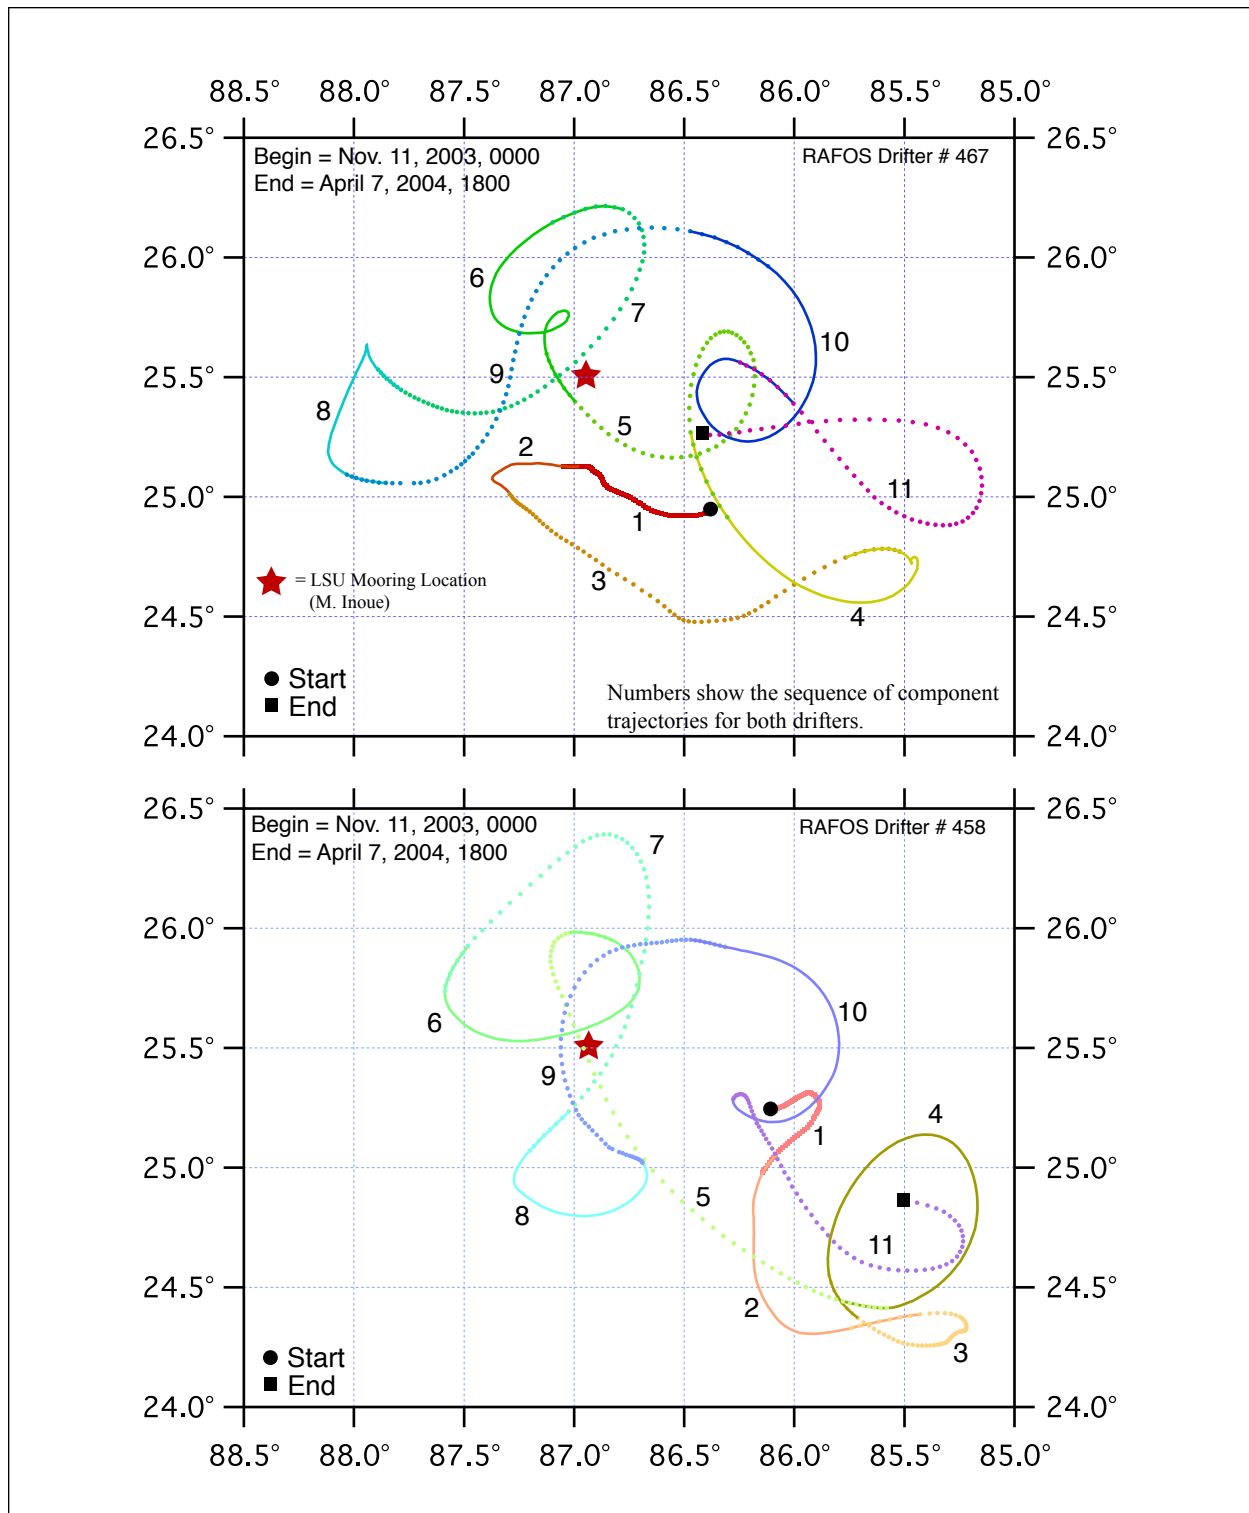 88.5° 88.0° 87.5° 87.0° 86.5° 86.0° 85.5° 85.0°
26.5° 26.5°
Begin = Nov. 11, 2003, 0000 RAFOS Drifter # 467
End = April 7, 2004, 1800
26.0° 26.0°
6
7
10
25.5° 25.5°
9
8
5
2
11
25.0° 25.0°
1
3
= LSU Mooring Location
(M. Inoue)
4
24.5° 24.5°
Start
End
Numbers show the sequence of component
trajectories for both drifters.
24.0° 24.0°
26.5° 26.5°
Begin = Nov. 11, 2003, 0000 RAFOS Drifter # 458
End = April 7, 2004, 1800
7
26.0° 26.0°
10
6
25.5° 25.5°
9
4
1
25.0° 25.0°
5
8
11
24.5° 24.5°
2
3
Start
End
24.0° 24.0°
88.5° 88.0° 87.5° 87.0° 86.5° 86.0° 85.5° 85.0°